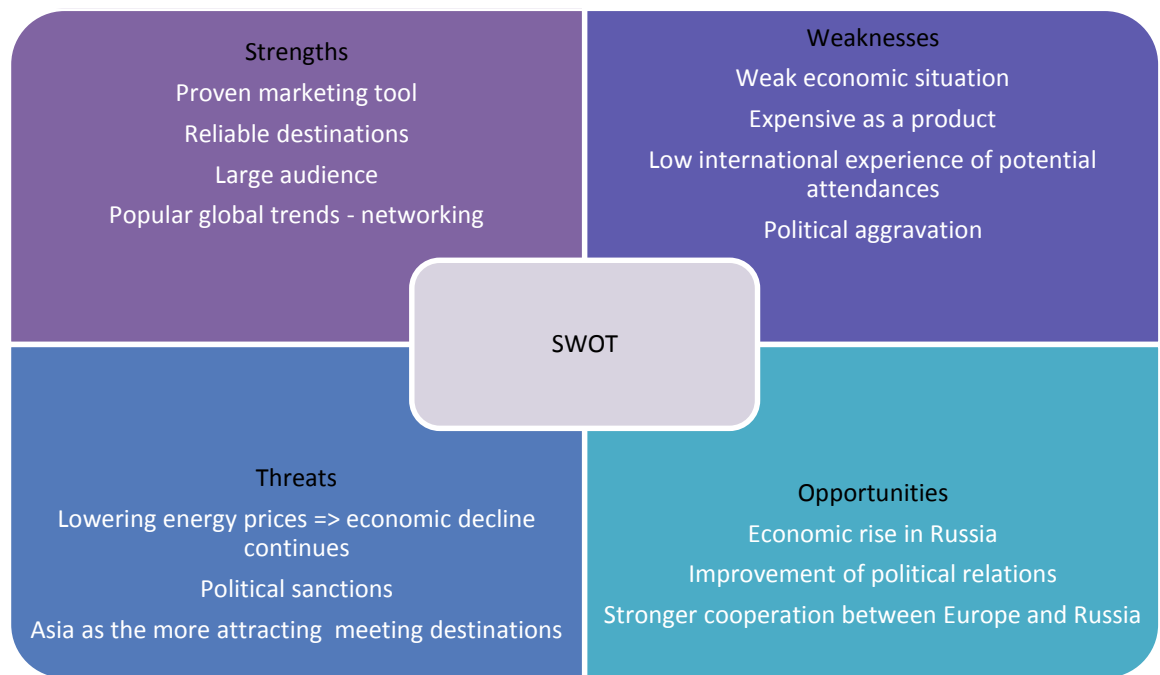 Strengths
Proven marketing tool
Reliable destinations
Large audience
Popular global trends - networking
Weaknesses
Weak economic situation
Expensive as a product
Low international experience of potential
attendances
Political aggravation
SWOT
Threats
Lowering energy prices => economic decline
continues
Political sanctions
Asia as the more attracting  meeting destinations
Opportunities
Economic rise in Russia
Improvement of political relations
Stronger cooperation between Europe and Russia